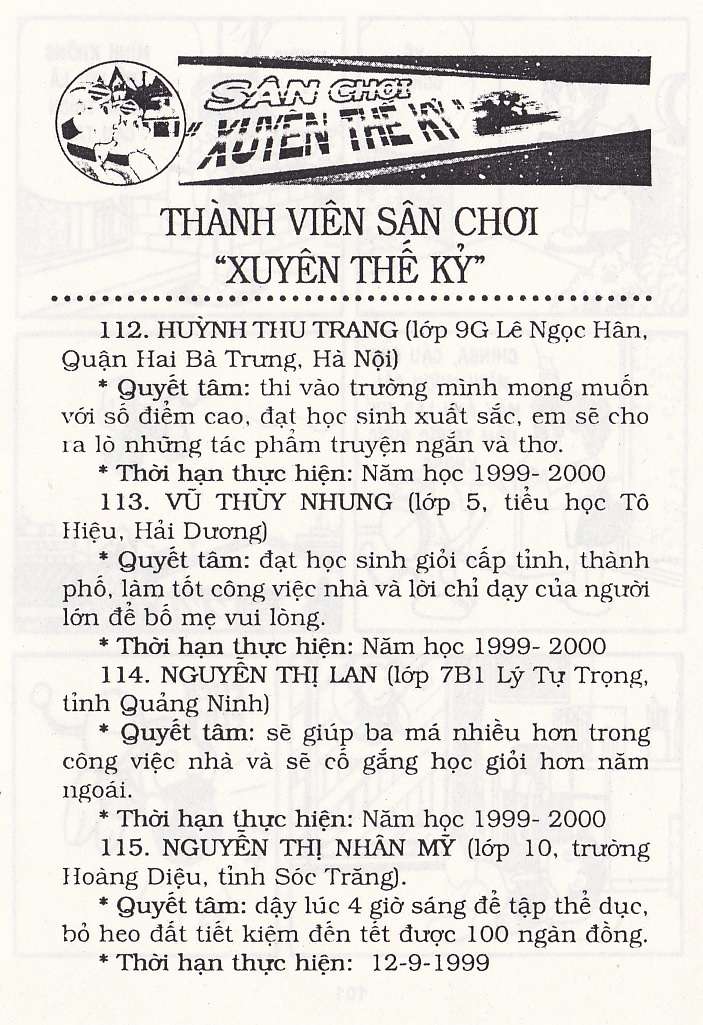 SÂN CHƠI
"XUYÊN THẾ KỶ"
THÀNH VIÊN SÂN CHƠI
“XUYÊN THẾ KỶ”
112. HUỲNH THU TRANG (lớp 9G Lê Ngọc Hân,
Quận Hai Bà Trưng, Hà Nội)
* Quyết tâm: thi vào trường mình mong muốn
với số điểm cao, đạt học sinh xuất sắc, em sẽ cho
ra lò những tác phẩm truyện ngắn và thơ.
* Thời hạn thực hiện: Năm học 1999- 2000
113. VŨ THÙY NHUNG (lớp 5, tiểu học Tô
Hiệu, Hải Dương)
* Quyết tâm: đạt học sinh giỏi cấp tỉnh, thành
phố, làm tốt công việc nhà và lời chỉ dạy của người
lớn để bố mẹ vui lòng.
* Thời hạn thực hiện: Năm học 1999- 2000
114. NGUYỄN THỊ LAN (lớp 7B1 Lý Tự Trọng,
tỉnh Quảng Ninh)
* Quyết tâm: sẽ giúp ba má nhiều hơn trong
công việc nhà và sẽ cố gắng học giỏi hơn năm
ngoái.
* Thời hạn thực hiện: Năm học 1999- 2000
115. NGUYỄN THỊ NHÂN MỸ (lớp 10, trường
Hoàng Diệu, tỉnh Sóc Trăng).
* Quyết tâm: dậy lúc 4 giờ sáng để tập thể dục,
bỏ heo đất tiết kiệm đến tết được 100 ngàn đồng.
* Thời hạn thực hiện: 12-9-1999